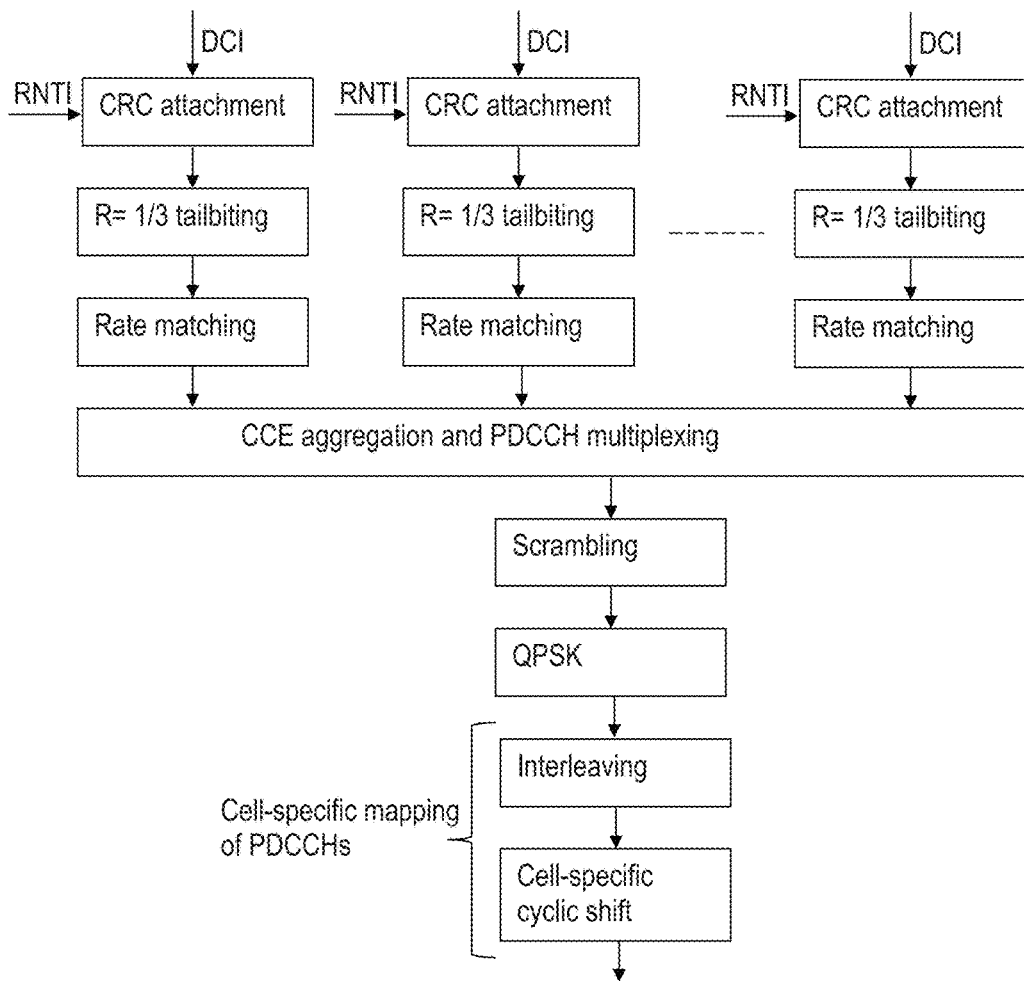 DCI
DCI
DCI
RNTI
CRC attachment
RNTI
CRC attachment
RNTI
CRC attachment
R= 1/3 tailbiting
R= 1/3 tailbiting
R= 1/3 tailbiting
Rate matching
Rate matching
Rate matching
CCE aggregation and PDCCH multiplexing
Scrambling
QPSK
Interleaving
Cell-specific mapping
of PDCCHs
Cell-specific
cyclic shift